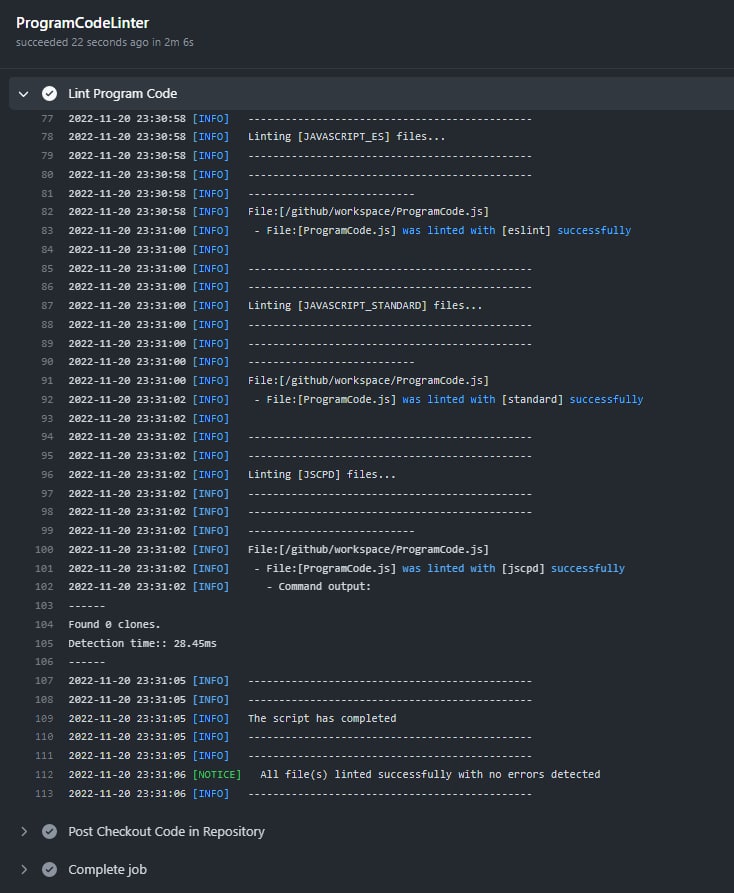 ProgramCodeLinter
succeeded 22 seconds ago in 2m 6s
Lint Program Code
77 2022-11-20 23:30:58 [INFO] ----------------------------------------------
78 2022-11-20 23:30:58 [INFO] Linting [JAVASCRIPT_ES] files...
79 2022-11-20 23:30:58 [INFO] ----------------------------------------------
80 2022-11-20 23:30:58 [INFO] ----------------------------------------------
81 2022-11-20 23:30:58 [INFO] ---------------------------
82 2022-11-20 23:30:58 [INFO] File:[/github/workspace/ProgramCode.js]
83 2022-11-20 23:31:00 [INFO] - File:[ProgramCode.js] was linted with [eslint] successfully
84 2022-11-20 23:31:00 [INFO]
85 2022-11-20 23:31:00 [INFO] ----------------------------------------------
86 2022-11-20 23:31:00 [INFO] ----------------------------------------------
87 2022-11-20 23:31:00 [INFO] Linting [JAVASCRIPT_STANDARD] files...
88 2022-11-20 23:31:00 [INFO] ----------------------------------------------
89 2022-11-20 23:31:00 [INFO] ----------------------------------------------
90 2022-11-20 23:31:00 [INFO] ---------------------------
91 2022-11-20 23:31:00 [INFO] File:[/github/workspace/ProgramCode.js]
92 2022-11-20 23:31:02 [INFO] - File:[ProgramCode.js] was linted with [standard] successfully
93 2022-11-20 23:31:02 [INFO]
94 2022-11-20 23:31:02 [INFO] ----------------------------------------------
95 2022-11-20 23:31:02 [INFO] ----------------------------------------------
96 2022-11-20 23:31:02 [INFO] Linting [JSCPD] files...
97 2022-11-20 23:31:02 [INFO] ----------------------------------------------
98 2022-11-20 23:31:02 [INFO] ----------------------------------------------
99 2022-11-20 23:31:02 [INFO] ---------------------------
100 2022-11-20 23:31:02 [INFO] File:[/github/workspace/ProgramCode.js]
101 2022-11-20 23:31:02 [INFO] - File:[ProgramCode.js] was linted with [jscpd] successfully
102 2022-11-20 23:31:02 [INFO] - Command output:
103 ------
104 Found 0 clones.
105 Detection time:: 28.45ms
106 ------
107 2022-11-20 23:31:05 [INFO] ----------------------------------------------
108 2022-11-20 23:31:05 [INFO] ----------------------------------------------
109 2022-11-20 23:31:05 [INFO] The script has completed
110 2022-11-20 23:31:05 [INFO] ----------------------------------------------
111 2022-11-20 23:31:05 [INFO] ----------------------------------------------
112 2022-11-20 23:31:06 [NOTICE] All file(s) linted successfully with no errors detected
113 2022-11-20 23:31:06 [INFO] ----------------------------------------------
Post Checkout Code in Repository
Complete job